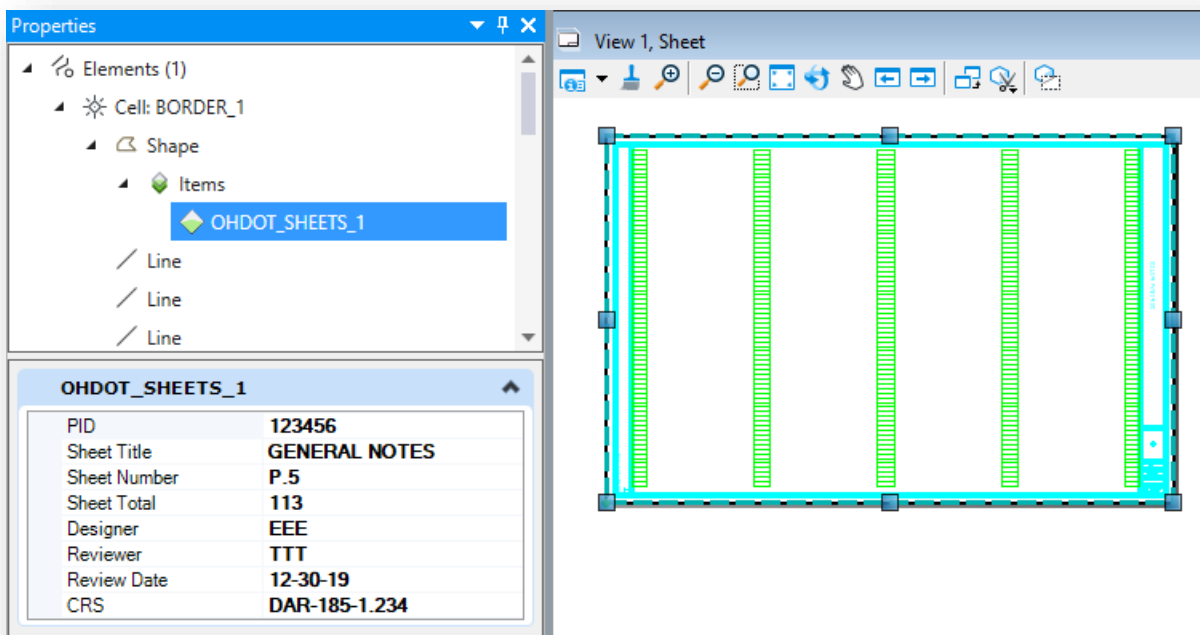 Properties
Elements (1)
Cell: BORDER_1
Shape
Items
OHDOT_SHEETS_1
Line
Line
Line
OHDOT_SHEETS_1
PID 123456
Sheet Title GENERAL NOTES
Sheet Number P.5
Sheet Total 113
Designer EEE
Reviewer TTT
Review Date 12-30-19
CRS DAR-185-1.234
View 1, Sheet